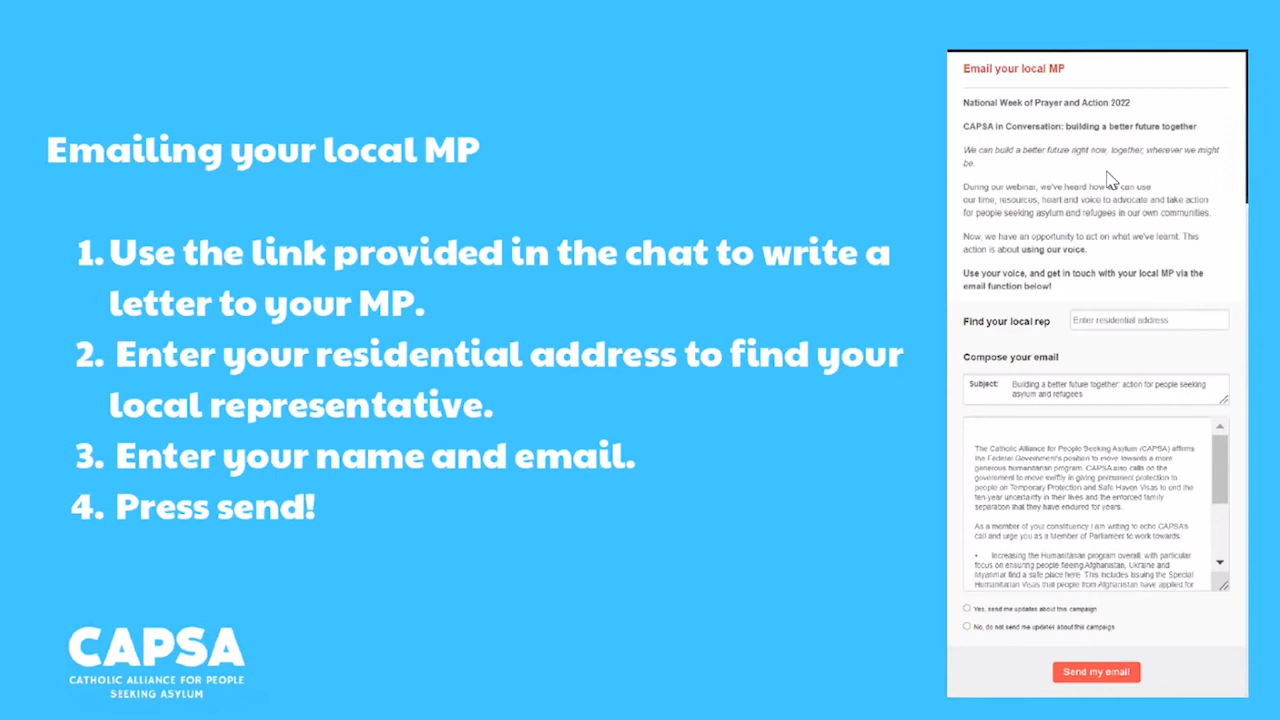 Emailing your local MP
1. Use the link provided in the chat to write a
letter to your MP.
2. Enter your residential address to find your
local representative.
3. Enter your name and email.
4. Press send!
CAPSA
CATHOLIC ALLIANCE FOR PEOPLE
SEEKING ASYLUM
Email your local MP
National Week of Prayer and Action 2022
CAPSA in Conversation: building a better future together
We can build a better future right now, together, wherever we might
be.
During our webinar, we've heard how can use
our time, resources, heart and voice to advocate and take action
for people seeking asylum and refugees in our own communities.
Now, we have an opportunity to act on what we've learnt. This
action is about using our voice.
Use your voice, and get in touch with your local MP via the
email function below!
Find your local rep
Enter residential address
Compose your email
Subject: Building a better future together: action for people seeking
asylum and refugees
The Catholic Alliance for People Seeking Asylum (CAPSA) affirms
the Federal Government's position to move towards a more
generous humanitarian program. CAPSA also calls on the
government to move swiftly in giving permanent protection to
people on Temporary Protection and Safe Haven Visas to end the
ten year uncertainty in their lives and the enforced family
separation that they have endured for years.
As a member of your constituency I am writing to echo CAPSA's
call and urge you as a Member of Parliament to work towards:
• Increasing the Humanitarian program overall, with particular
focus on ensuring people fleeing Afghanistan, Ukraine and
Myanmar find a safe place here. This includes issuing the Special
Humanitarian Visas that people from Afghanistan have applied for
Yes, send me updates about this campaign
No, do not send me updates about this campaign
Send my email